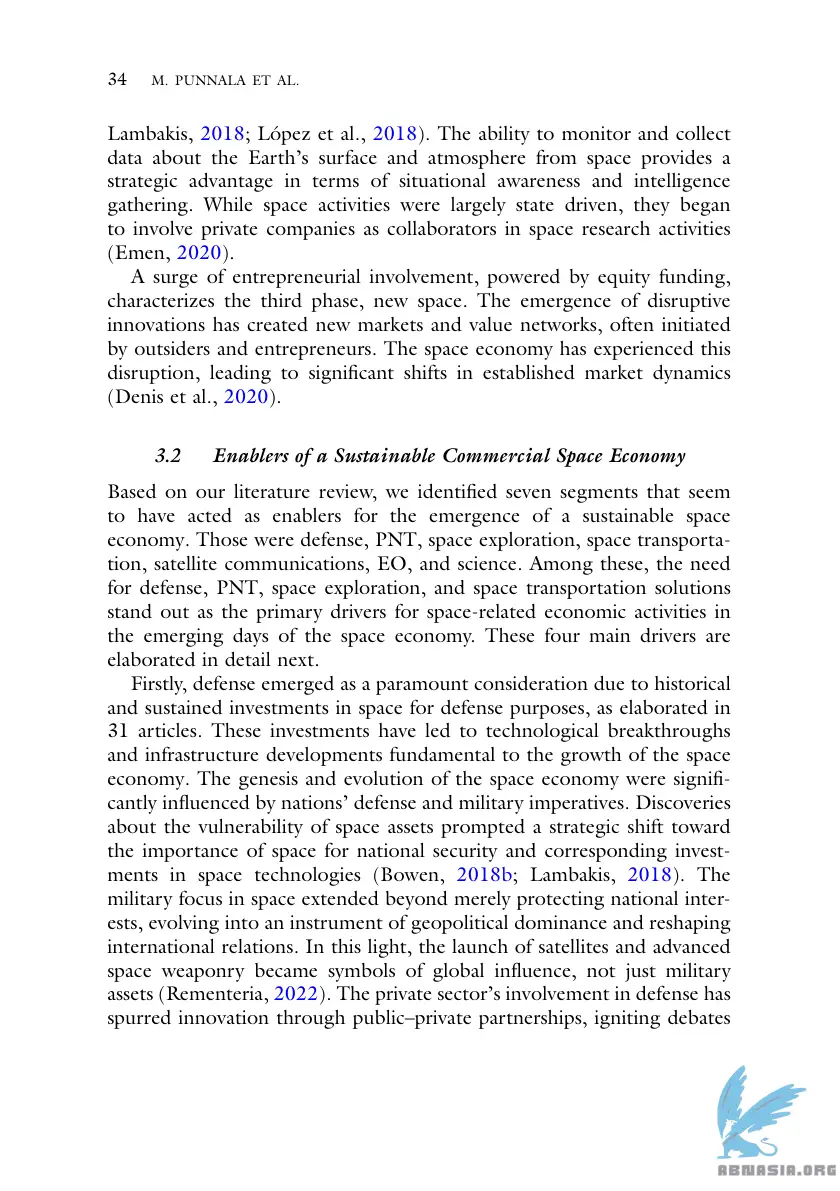 34 M. PUNNALA ET AL.
Lambakis, 2018; López et al., 2018). The ability to monitor and collect
data about the Earth's surface and atmosphere from space provides a
strategic advantage in terms of situational awareness and intelligence
gathering. While space activities were largely state driven, they began
to involve private companies as collaborators in space research activities
(Emen, 2020).
A surge of entrepreneurial involvement, powered by equity funding,
characterizes the third phase, new space. The emergence of disruptive
innovations has created new markets and value networks, often initiated
by outsiders and entrepreneurs. The space economy has experienced this
disruption, leading to significant shifts in established market dynamics
(Denis et al., 2020).
3.2 Enablers of a Sustainable Commercial Space Economy
Based on our literature review, we identified seven segments that seem
to have acted as enablers for the emergence of a sustainable space
economy. Those were defense, PNT, space exploration, space transporta-
tion, satellite communications, EO, and science. Among these, the need
for defense, PNT, space exploration, and space transportation solutions
stand out as the primary drivers for space-related economic activities in
the emerging days of the space economy. These four main drivers are
elaborated in detail next.
Firstly, defense emerged as a paramount consideration due to historical
and sustained investments in space for defense purposes, as elaborated in
31 articles. These investments have led to technological breakthroughs
and infrastructure developments fundamental to the growth of the space
economy. The genesis and evolution of the space economy were signifi-
cantly influenced by nations' defense and military imperatives. Discoveries
about the vulnerability of space assets prompted a strategic shift toward
the importance of space for national security and corresponding invest-
ments in space technologies (Bowen, 2018b; Lambakis, 2018). The
military focus in space extended beyond merely protecting national inter-
ests, evolving into an instrument of geopolitical dominance and reshaping
international relations. In this light, the launch of satellites and advanced
space weaponry became symbols of global influence, not just military
assets (Rementeria, 2022). The private sector's involvement in defense has
spurred innovation through public–private partnerships, igniting debates
ABNASIA.ORG